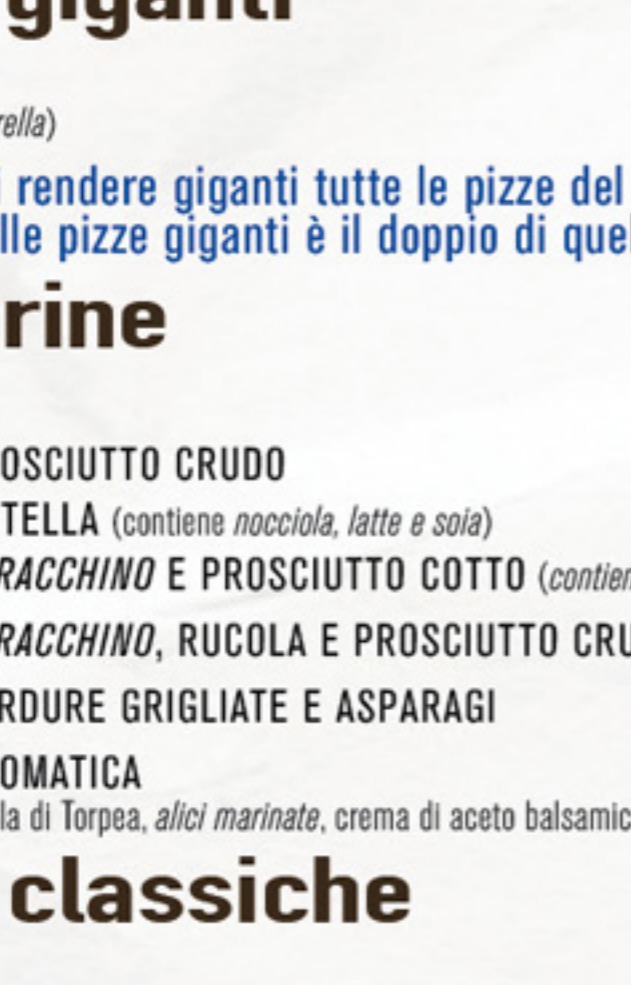 giganti
rella)
i rendere giganti tutte le pizze del
lle pizze giganti è il doppio di quel
rine
OSCIUTTO CRUDO
TELLA (contiene nocciola, latte e soia)
RACCHINO E PROSCIUTTO COTTO (contien
RACCHINO, RUCOLA E PROSCIUTTO CRU
RDURE GRIGLIATE E ASPARAGI
OMATICA
la di Torpea, alici marinate, crema di aceto balsamic
classiche